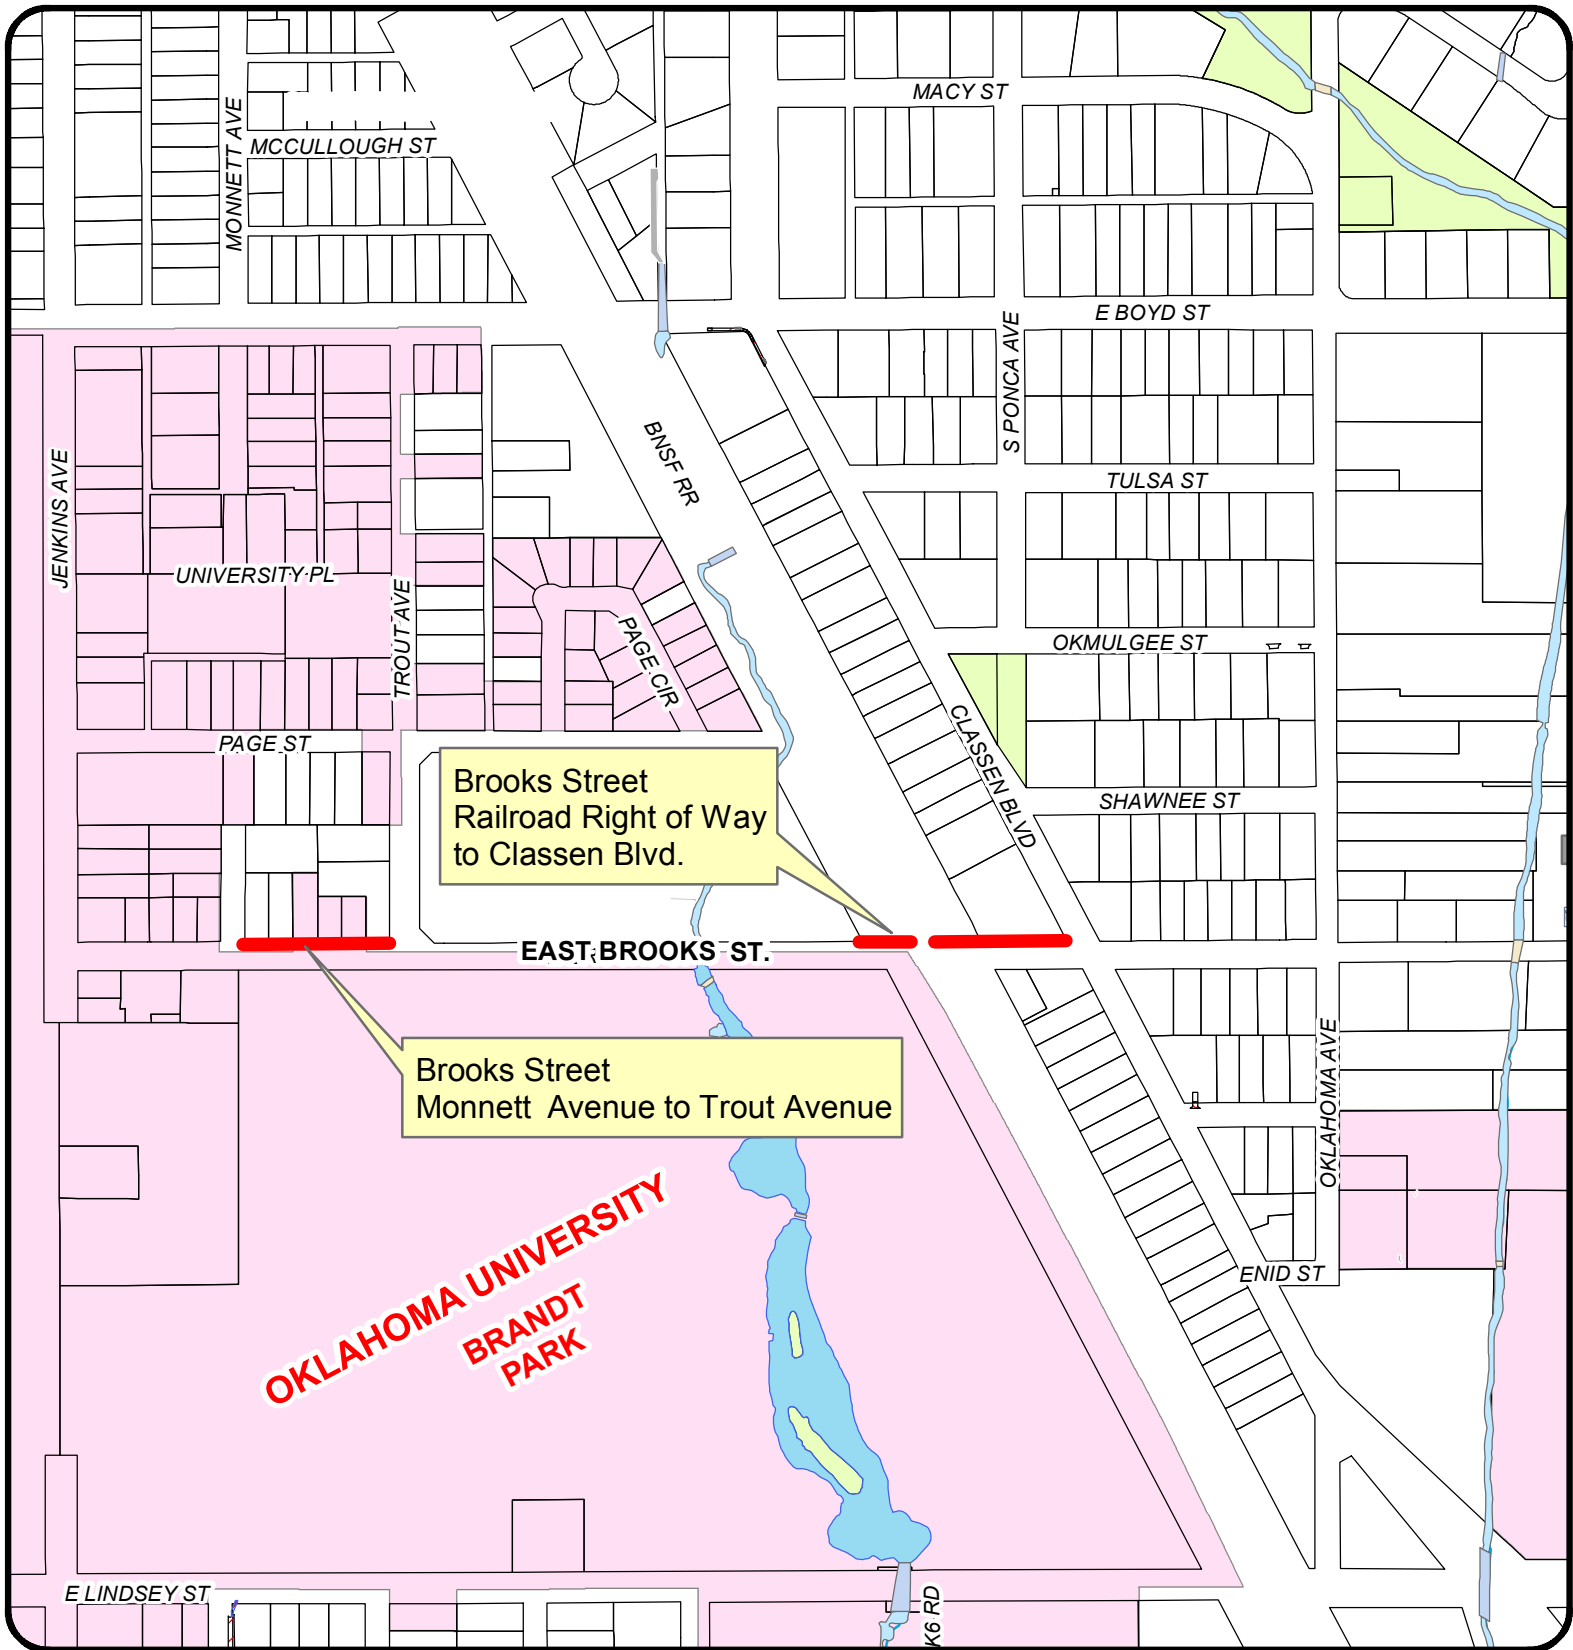 MACY ST
MONNETT AVE
MCCULLOUGH ST
E BOYD ST
S PONCA AVE
BNSF RR
JENKINS AVE
TULSA ST
UNIVERSITY PL
TROUT AVE
PAGE CIR
OKMULGEE ST
CLASSEN BLVD
PAGE ST
Brooks Street
Railroad Right of Way
to Classen Blvd.
SHAWNEE ST
EAST BROOKS ST.
Brooks Street
Monnett Avenue to Trout Avenue
OKLAHOMA AVE
OKLAHOMA UNIVERSITY
BRANDT
PARK
ENID ST
E LINDSEY ST
K6 RD